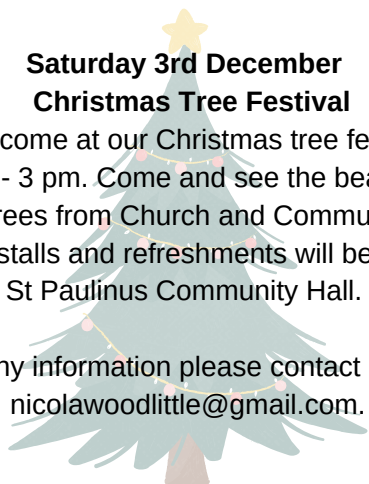 Saturday 3rd December
Christmas Tree Festival
come at our Christmas tree fe
- 3 pm. Come and see the bea
rees from Church and Commu
stalls and refreshments will be
St Paulinus Community Hall.
ny information please contact
nicolawoodlittle@gmail.com.